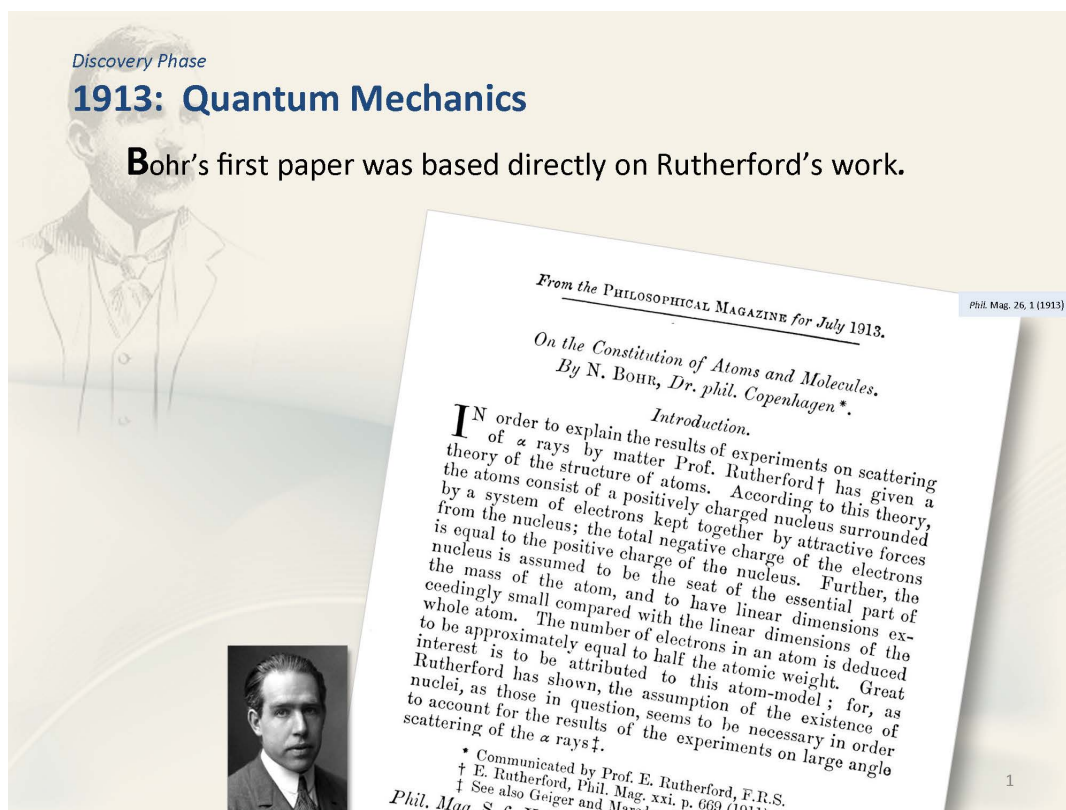 Discovery Phase
1913: Quantum Mechanics
Bohr's first paper was based directly on Rutherford's work.
Phil. Mag. 26, 1 (1913)
From the PHILOSOPHICAL MAGAZINE for July 1913.
On the Constitution of Atoms and Molecules.
By N. BOHR, Dr. phil. Copenhagen*.
Introduction.
IN order to explain the results of experiments on scattering
of α rays by matter Prof. Rutherford† has given a
theory of the structure of atoms. According to this theory,
the atoms consist of a positively charged nucleus surrounded
by a system of electrons kept together by attractive forces
from the nucleus; the total negative charge of the electrons
is equal to the positive charge of the nucleus. Further, the
nucleus is assumed to be the seat of the essential part of
the mass of the atom, and to have linear dimensions ex-
ceedingly small compared with the linear dimensions of the
whole atom. The number of electrons in an atom is deduced
to be approximately equal to half the atomic weight. Great
interest is to be attributed to this atom-model; for, as
Rutherford has shown, the assumption of the existence of
nuclei, as those in question, seems to be necessary in order
to account for the results of the experiments on large angle
scattering of the α rays‡.
* Communicated by Prof. E. Rutherford, F.R.S.
† E. Rutherford, Phil. Mag. xxi. p. 669
‡ See also Geiger and
Phil. Mag. S.
1